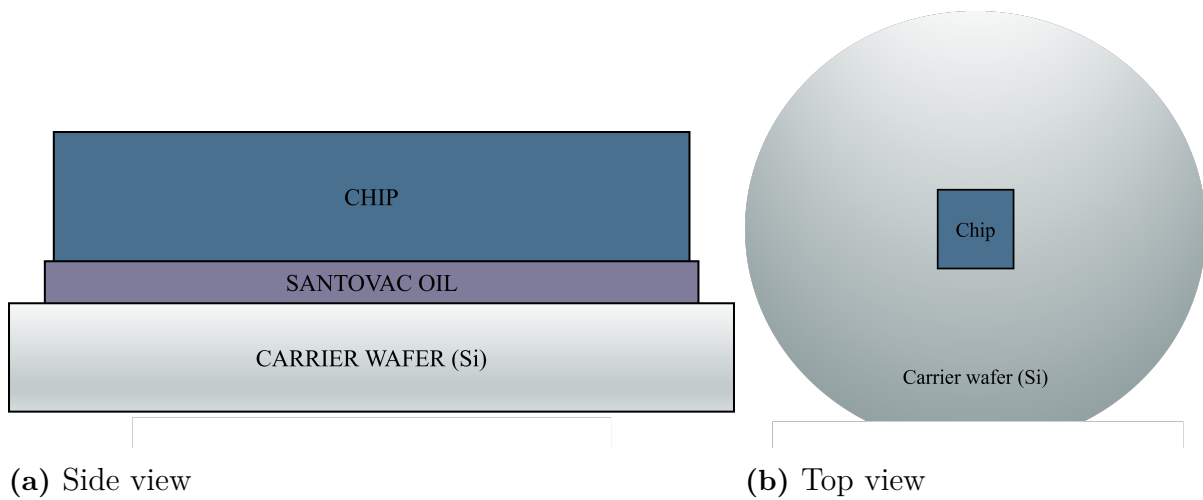 CHIP
SANTOVAC OIL
CARRIER WAFER (Si)
Chip
Carrier wafer (Si)
(a) Side view
(b) Top view